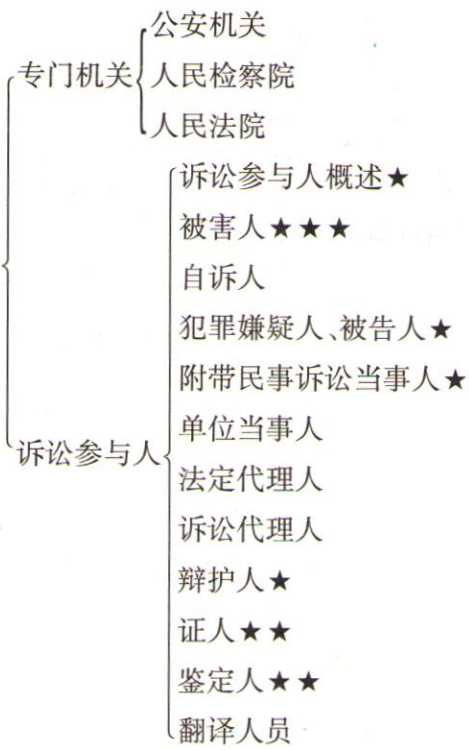 专门机关
公安机关
人民检察院
人民法院
诉讼参与人
诉讼参与人概述★
被害人★★★
自诉人
犯罪嫌疑人、被告人★
附带民事诉讼当事人★
单位当事人
法定代理人
诉讼代理人
辩护人★
证人★★
鉴定人★★
翻译人员